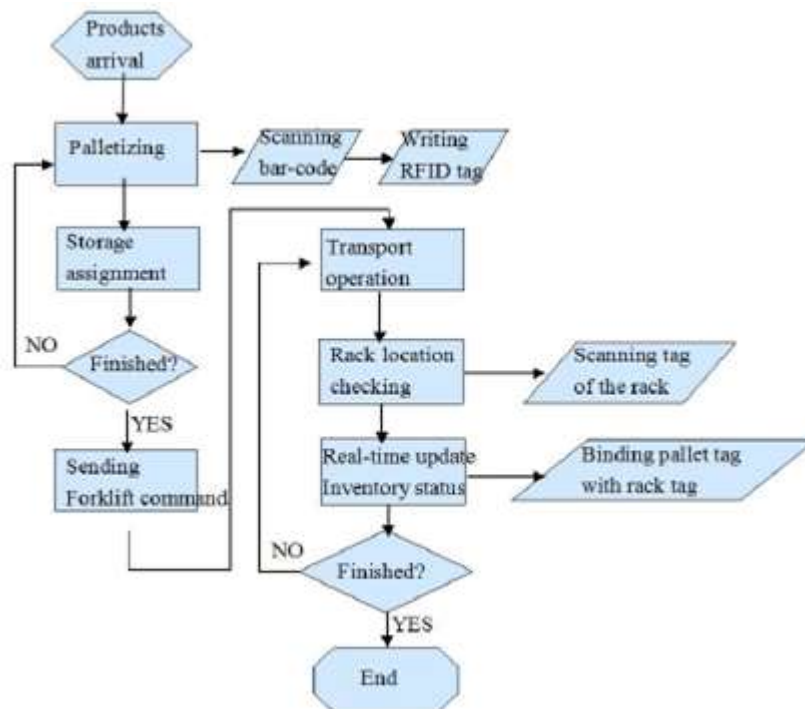 Products
arrival
Palletizing
Scanning
bar-code
Writing
RFID tag
Storage
assignment
NO
Finished?
YES
Sending
Forklift command
Transport
operation
Rack location
checking
Scanning tag
of the rack
Real-time update
Inventory status
Binding pallet tag
with rack tag
NO
Finished?
YES
End